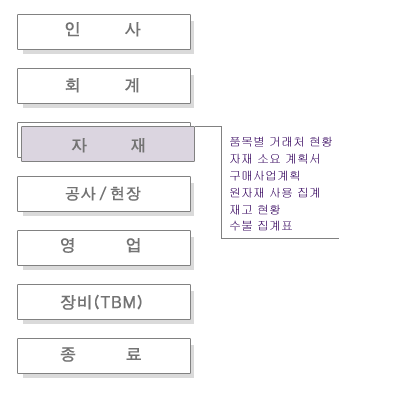 인 사
회 계
자 재
품목별 거래처 현황
자재 소요 계획서
구매사업계획
원자재 사용 집계
재고 현황
수불 집계표
공사 / 현장
영 업
장비(TBM)
종 료